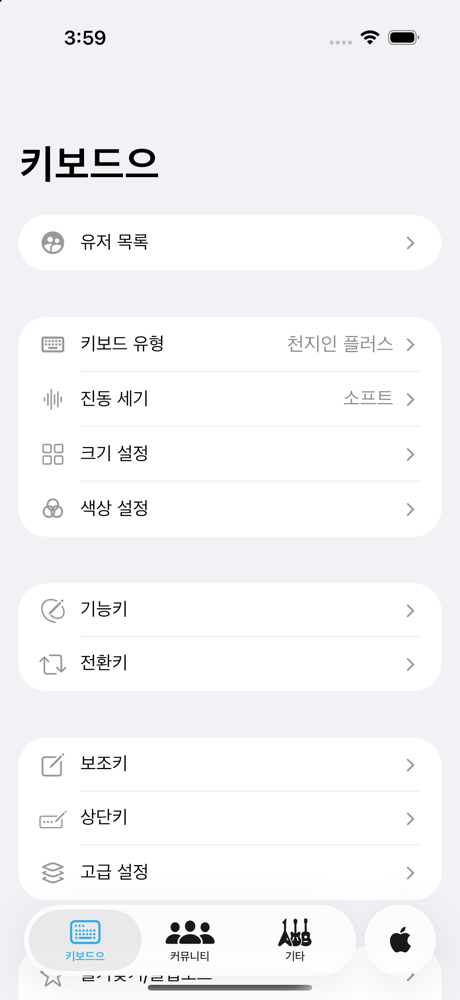 3:59
키보드으
유저 목록
키보드 유형 천지인 플러스
진동 세기 소프트
크기 설정
색상 설정
기능키
전환키
보조키
상단키
고급 설정
키보드으 커뮤니티 기타